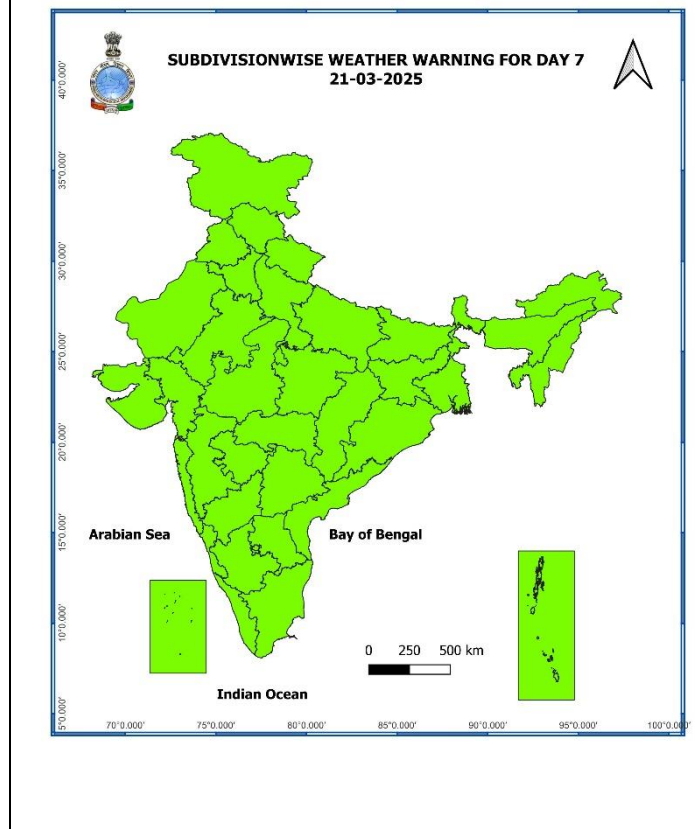 SUBDIVISIONWISE WEATHER WARNING FOR DAY 7
21-03-2025
40°0.000'
35°0.000'
30°0.000'
25°0.000'
20°0.000'
15°0.000'
10°0.000'
5°0.000'
Arabian Sea
Bay of Bengal
0 250 500 km
Indian Ocean
70°0.000' 75°0.000' 80°0.000' 85°0.000' 90°0.000' 95°0.000' 100°0.000'